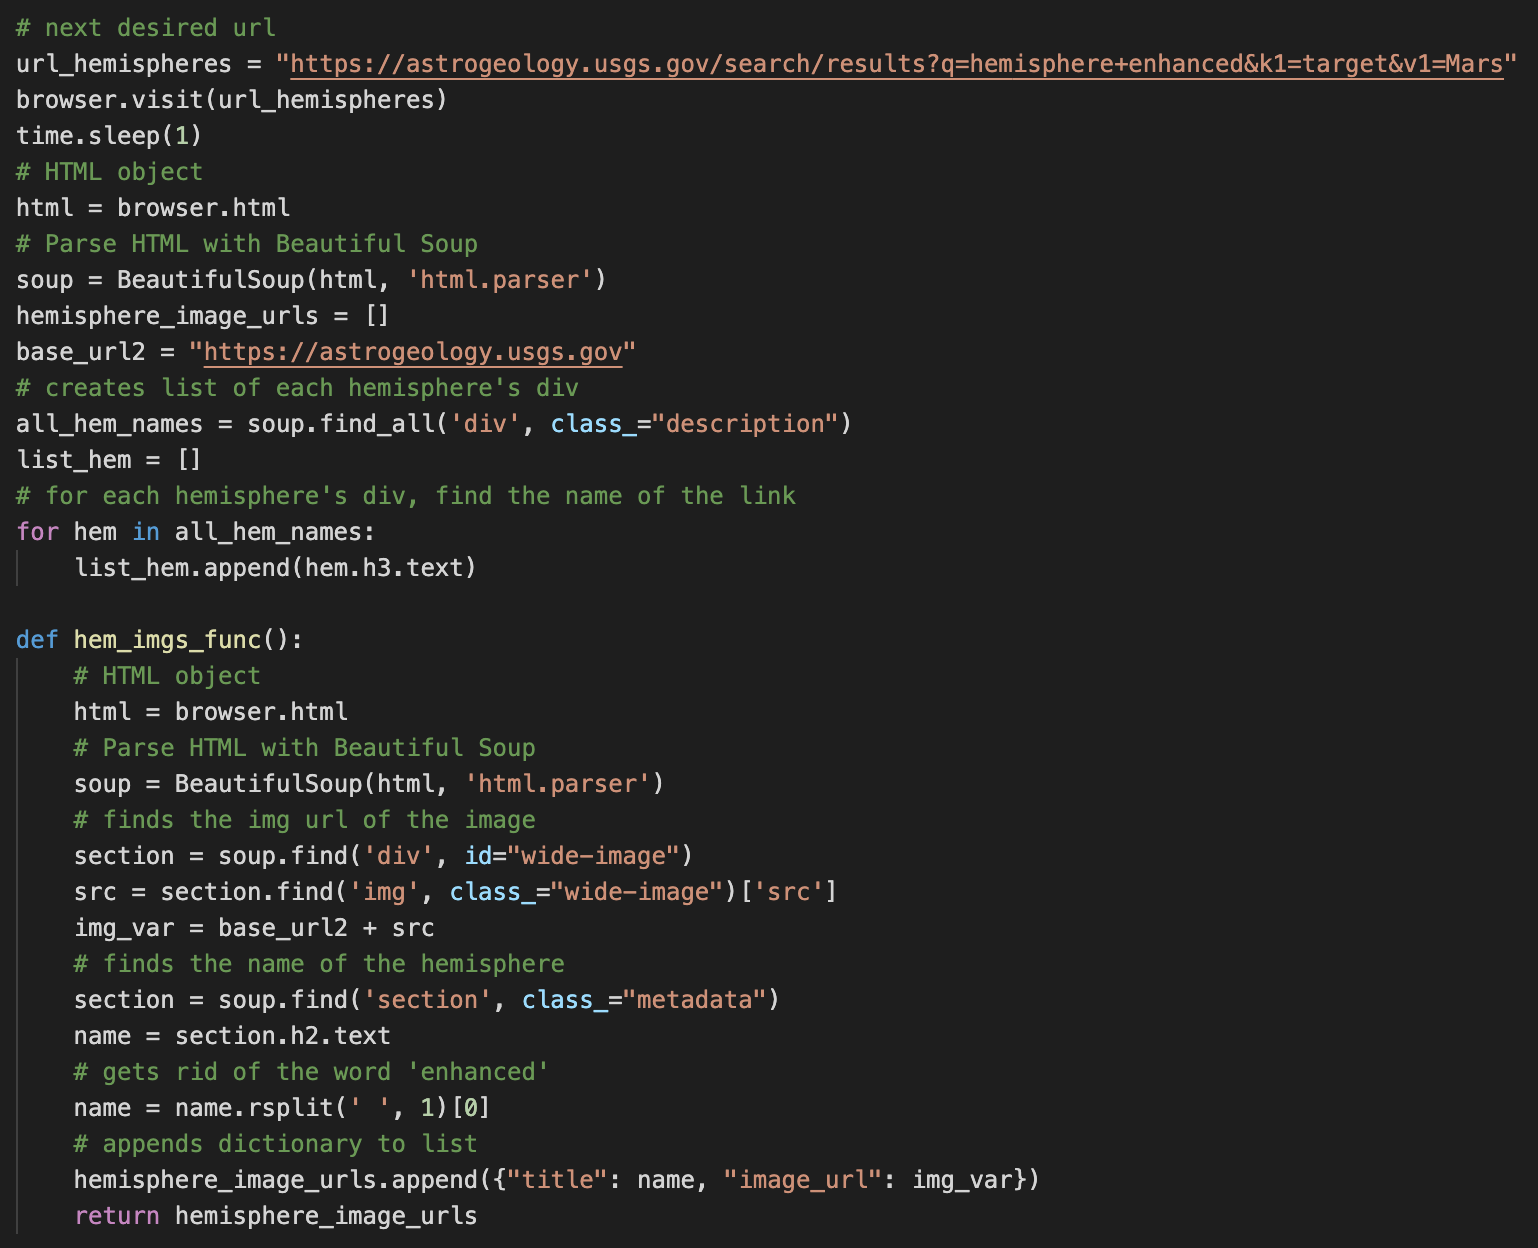 # next desired url
url_hemispheres = "https://astrogeology.usgs.gov/search/results?q=hemisphere+enhanced&k1=target&v1=Mars"
browser.visit(url_hemispheres)
time.sleep(1)
# HTML object
html = browser.html
# Parse HTML with Beautiful Soup
soup = BeautifulSoup(html, 'html.parser')
hemisphere_image_urls = []
base_url2 = "https://astrogeology.usgs.gov"
# creates list of each hemisphere's div
all_hem_names = soup.find_all('div', class_="description")
list_hem = []
# for each hemisphere's div, find the name of the link
for hem in all_hem_names:
    list_hem.append(hem.h3.text)

def hem_imgs_func():
    # HTML object
    html = browser.html
    # Parse HTML with Beautiful Soup
    soup = BeautifulSoup(html, 'html.parser')
    # finds the img url of the image
    section = soup.find('div', id="wide-image")
    src = section.find('img', class_="wide-image")['src']
    img_var = base_url2 + src
    # finds the name of the hemisphere
    section = soup.find('section', class_="metadata")
    name = section.h2.text
    # gets rid of the word 'enhanced'
    name = name.rsplit(' ', 1)[0]
    # appends dictionary to list
    hemisphere_image_urls.append({"title": name, "image_url": img_var})
    return hemisphere_image_urls